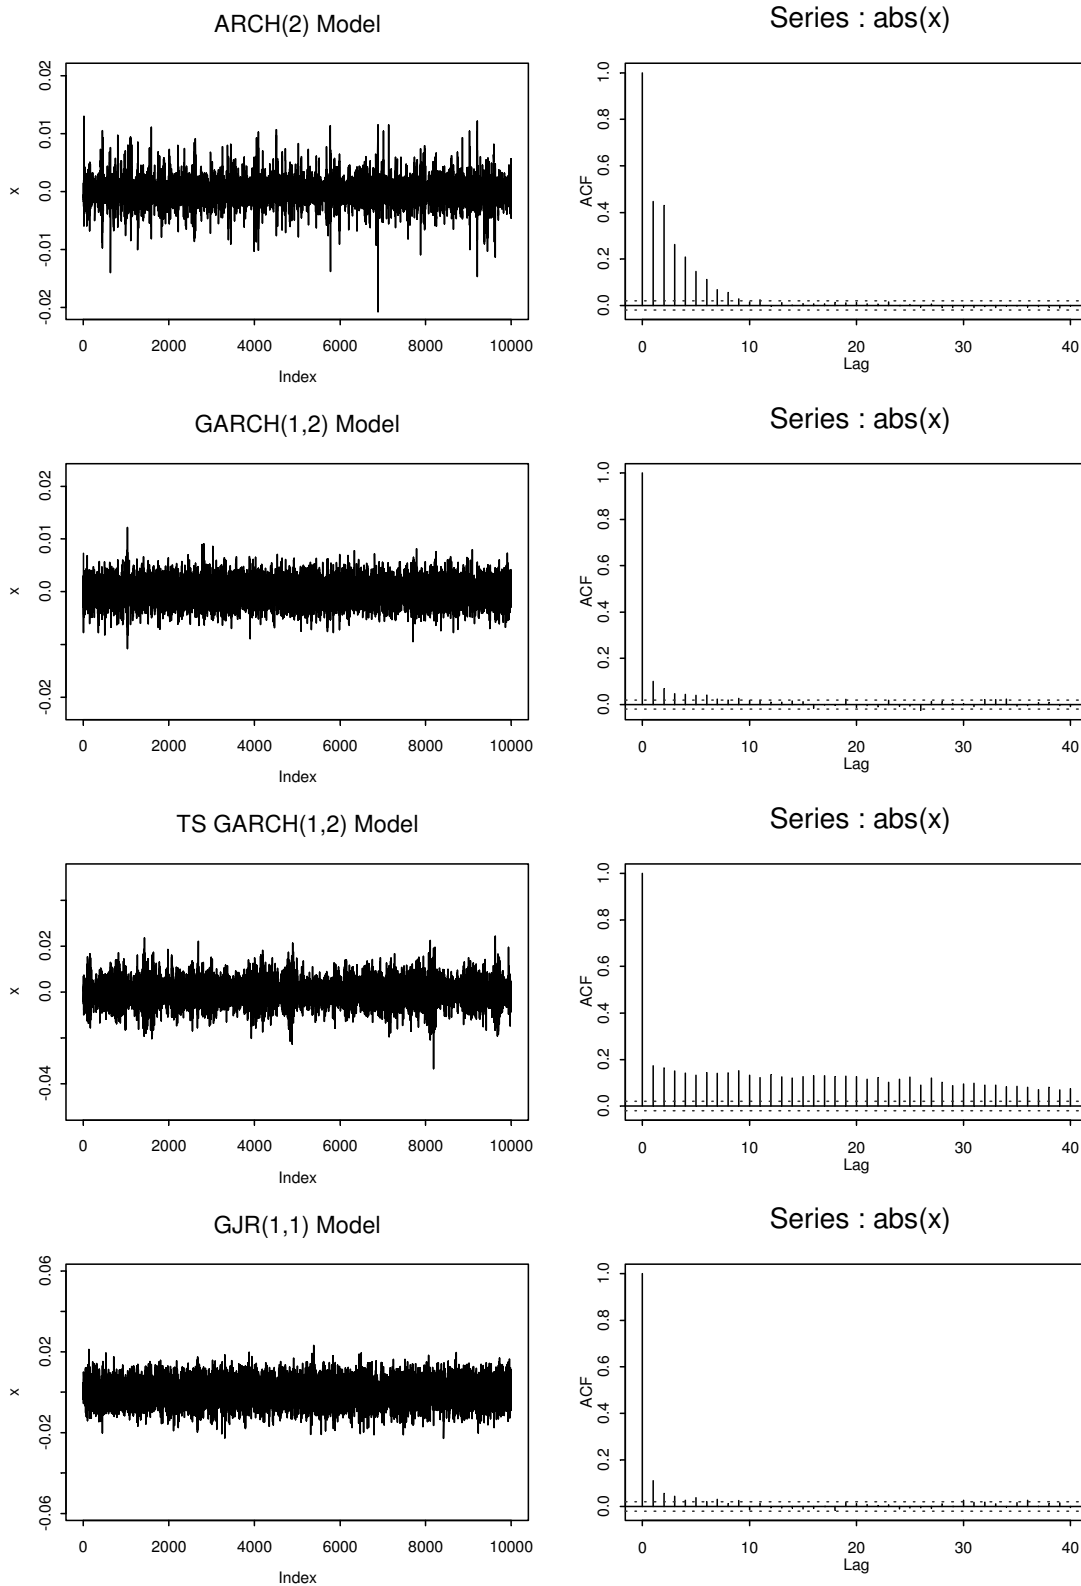 ARCH(2) Model
Series : abs(x)
0.02
0.01
0.0
-0.01
-0.02
x
0 2000 4000 6000 8000 10000
Index
1.0
0.8
0.6
0.4
0.2
0.0
ACF
0 10 20 30 40
Lag
GARCH(1,2) Model
Series : abs(x)
0.02
0.01
0.0
-0.02
x
0 2000 4000 6000 8000 10000
Index
1.0
0.8
0.6
0.4
0.2
0.0
ACF
0 10 20 30 40
Lag
TS GARCH(1,2) Model
Series : abs(x)
0.02
0.0
-0.04
x
0 2000 4000 6000 8000 10000
Index
1.0
0.8
0.6
0.4
0.2
0.0
ACF
0 10 20 30 40
Lag
GJR(1,1) Model
Series : abs(x)
0.06
0.02
-0.02
-0.06
x
0 2000 4000 6000 8000 10000
Index
1.0
0.8
0.6
0.4
0.2
0.0
ACF
0 10 20 30 40
Lag